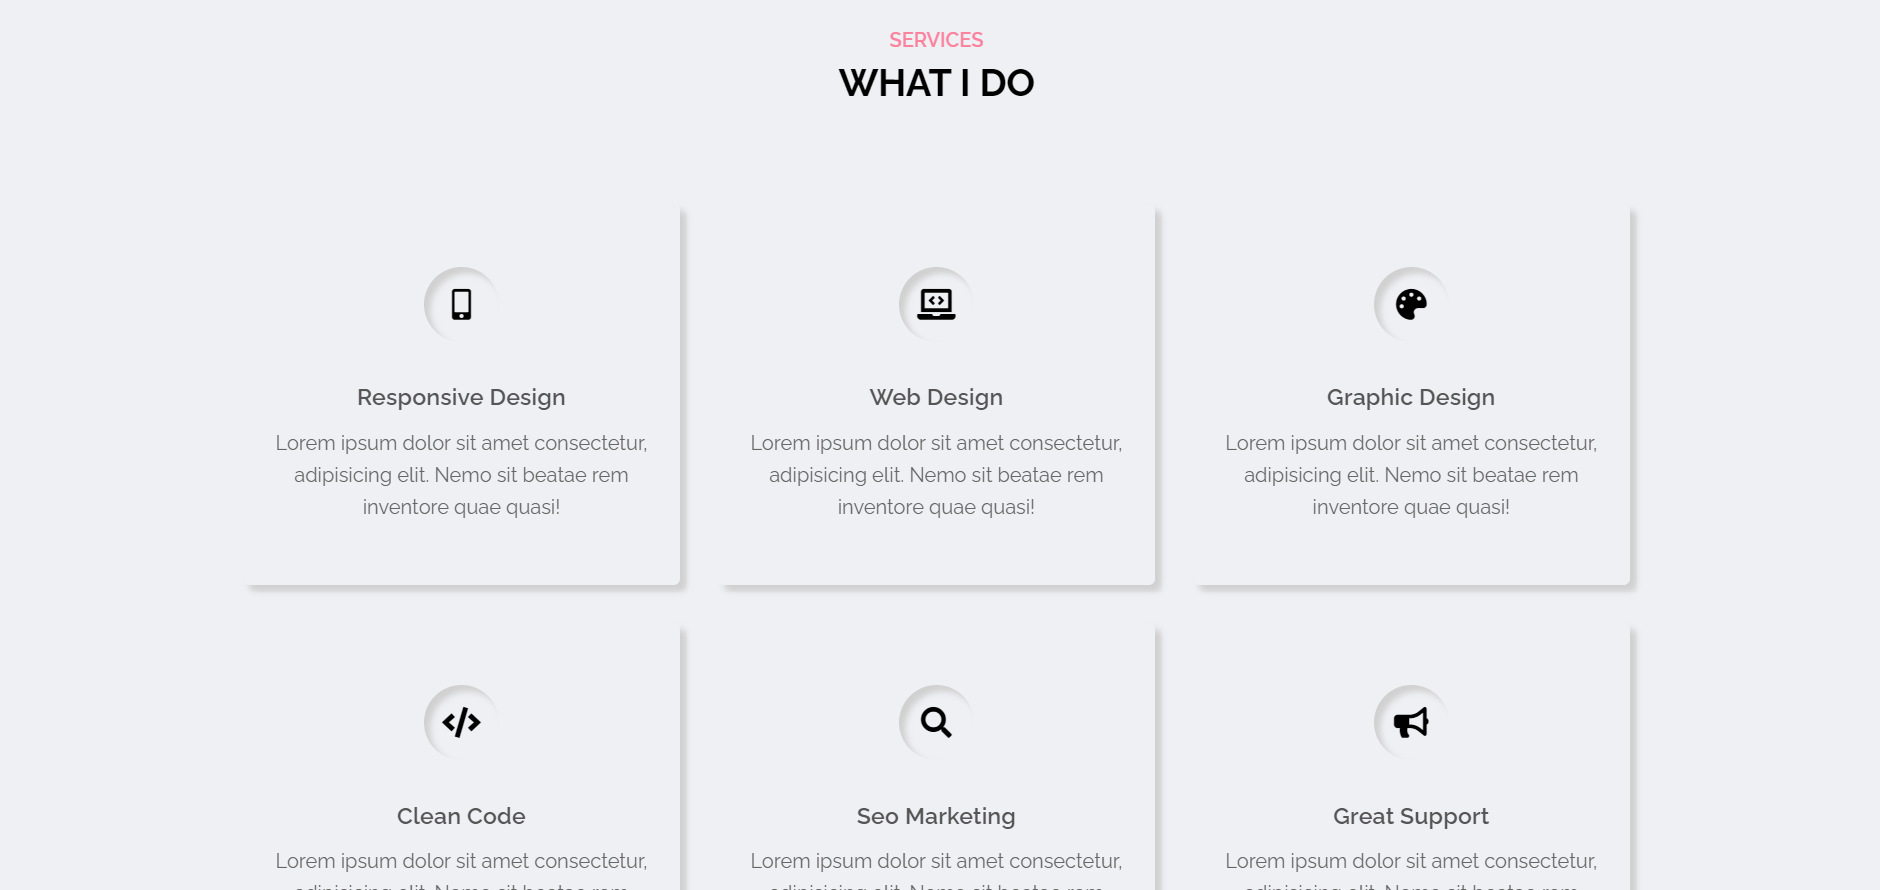 SERVICES
WHAT I DO
Responsive Design
Lorem ipsum dolor sit amet consectetur,
adipisicing elit. Nemo sit beatae rem
inventore quae quasi!
Web Design
Lorem ipsum dolor sit amet consectetur,
adipisicing elit. Nemo sit beatae rem
inventore quae quasi!
Graphic Design
Lorem ipsum dolor sit amet consectetur,
adipisicing elit. Nemo sit beatae rem
inventore quae quasi!
Clean Code
Lorem ipsum dolor sit amet consectetur,
Seo Marketing
Lorem ipsum dolor sit amet consectetur,
Great Support
Lorem ipsum dolor sit amet consectetur,